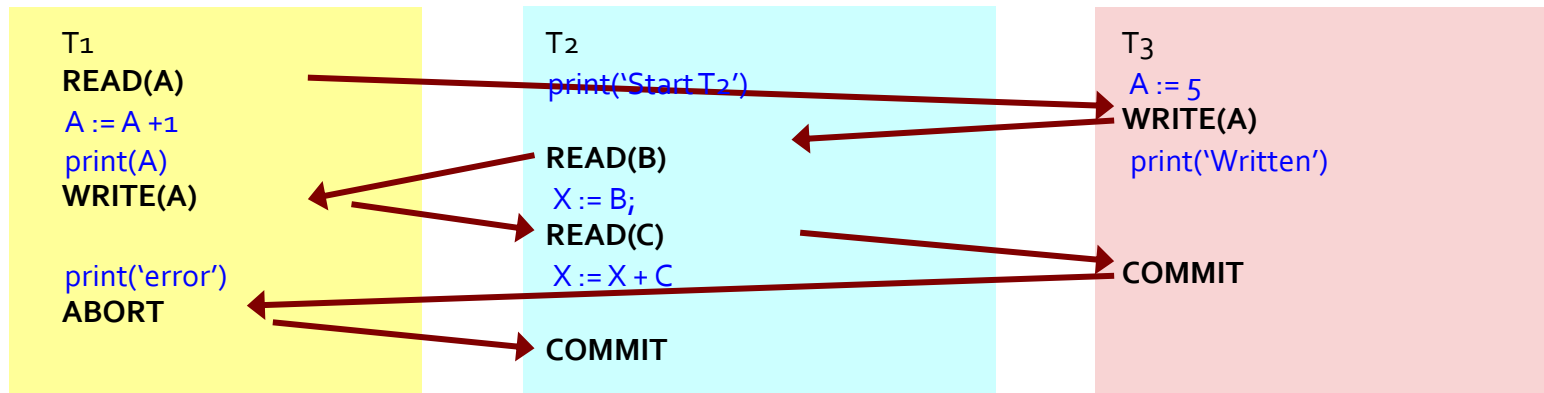 T1
READ(A)
A := A +1
print(A)
WRITE(A)
print('error')
ABORT
T2
print('Start T2')
READ(B)
X := B;
READ(C)
X := X + C
COMMIT
T3
A := 5
WRITE(A)
print('Written')
COMMIT